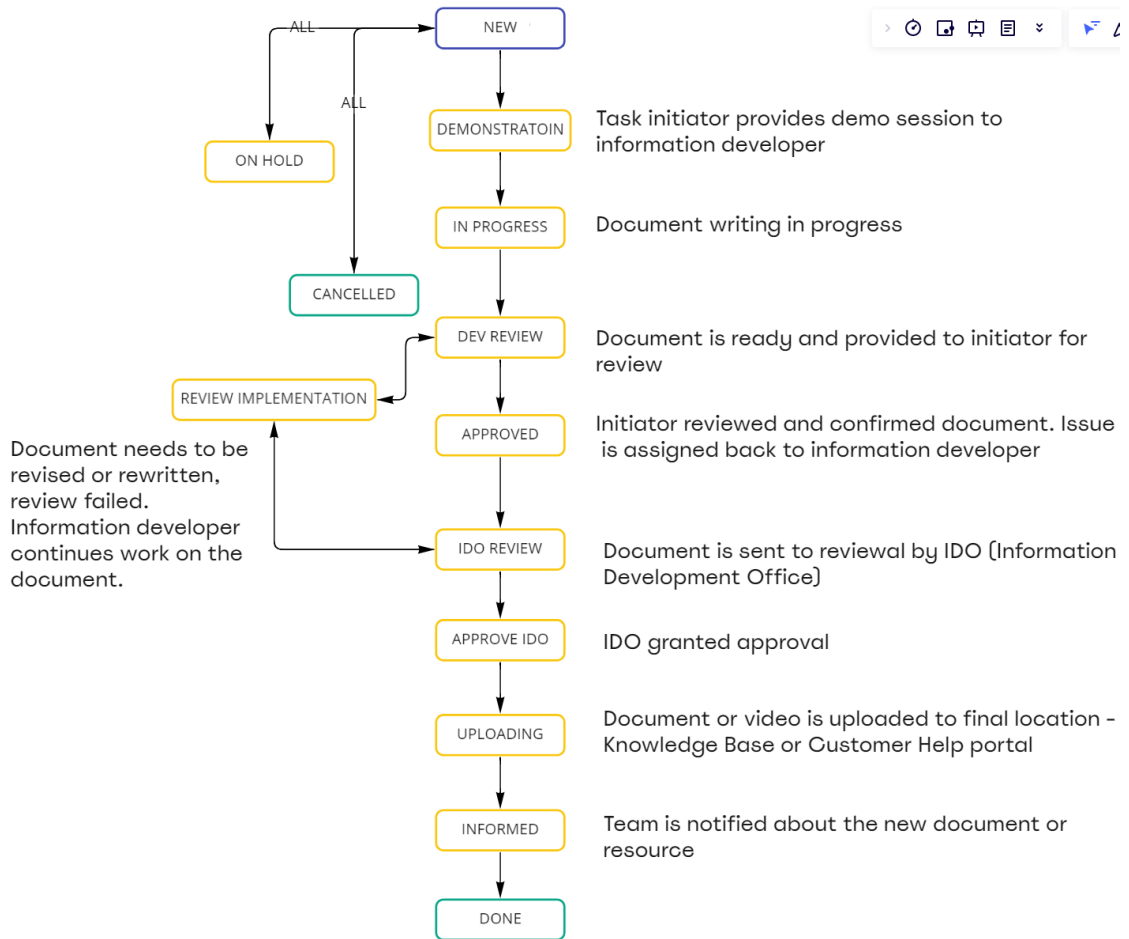 NEW
ALL
ALL
DEMONSTRATOIN
Task initiator provides demo session to
information developer
ON HOLD
IN PROGRESS
Document writing in progress
CANCELLED
DEV REVIEW
Document is ready and provided to initiator for
review
REVIEW IMPLEMENTATION
APPROVED
Initiator reviewed and confirmed document. Issue
is assigned back to information developer
Document needs to be
revised or rewritten,
review failed.
Information developer
continues work on the
document.
IDO REVIEW
Document is sent to reviewal by IDO (Information
Development Office)
APPROVE IDO
IDO granted approval
UPLOADING
Document or video is uploaded to final location -
Knowledge Base or Customer Help portal
INFORMED
Team is notified about the new document or
resource
DONE